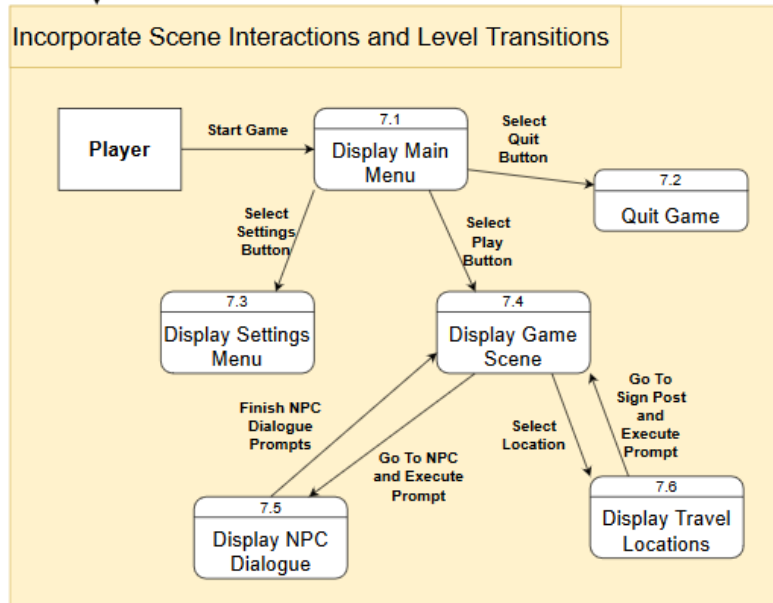 Incorporate Scene Interactions and Level Transitions
Player
Start Game
7.1
Display Main
Menu
Select
Quit
Button
7.2
Quit Game
Select
Settings
Button
Select
Play
Button
7.3
Display Settings
Menu
7.4
Display Game
Scene
Finish NPC
Dialogue
Prompts
Go To NPC
and Execute
Prompt
Select
Location
Go To
Sign Post
and
Execute
Prompt
7.5
Display NPC
Dialogue
7.6
Display Travel
Locations